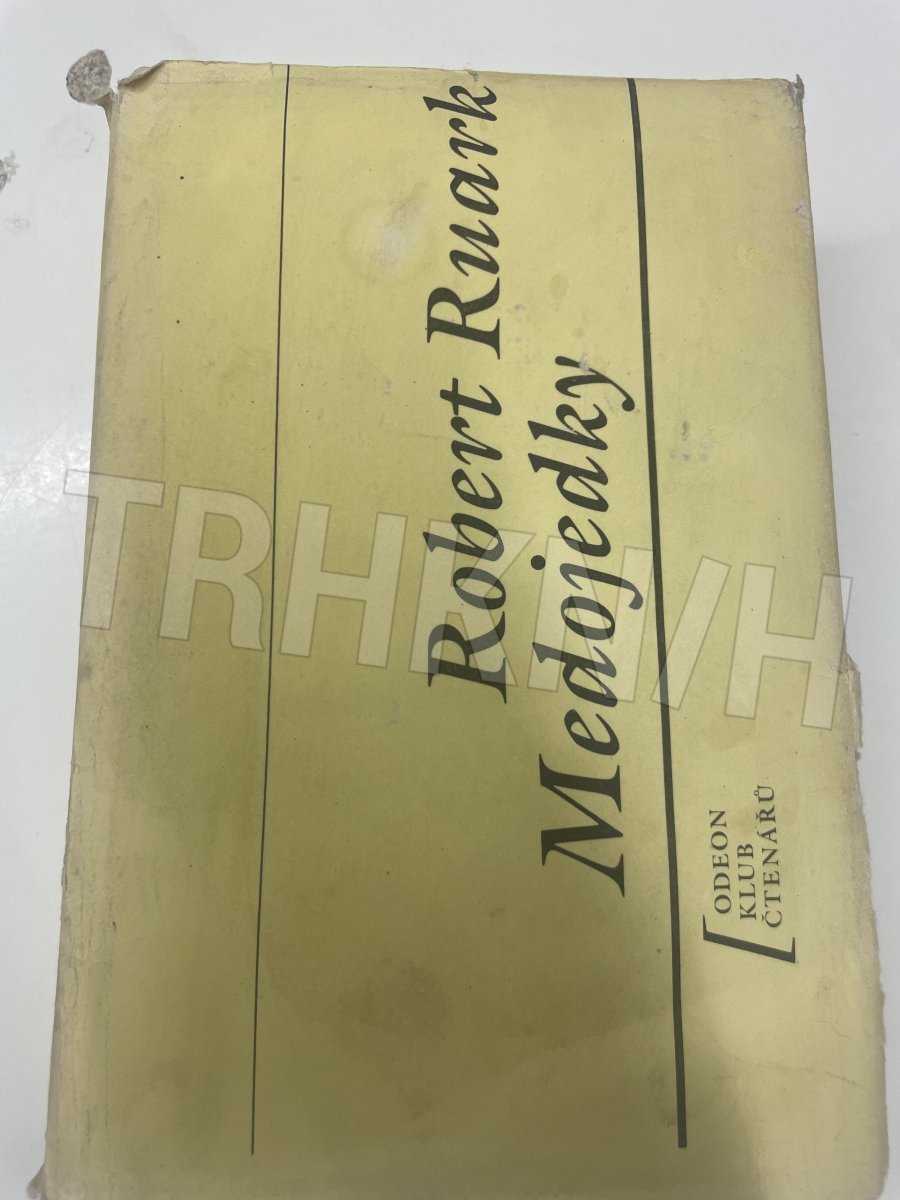 Robert Ruark
Medojedky
ODEON
KLUB
ČTENÁŘŮ
TRHKNIH